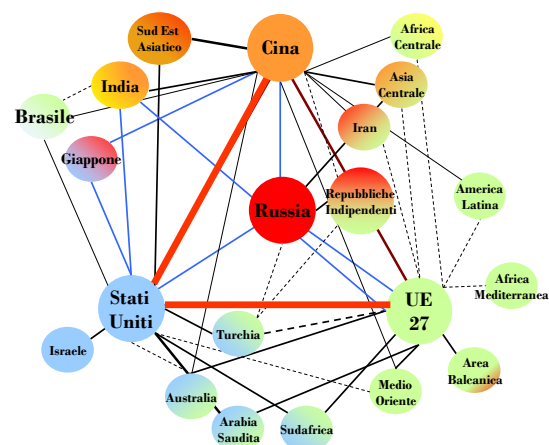 Sud Est
Asiatico
Cina
Africa
Centrale
India
Asia
Centrale
Brasile
Iran
Giappone
Repubbliche
Indipendenti
America
Latina
Russia
Africa
Mediterranea
Stati
Uniti
UE
27
Turchia
Israele
Area
Balcanica
Medio
Oriente
Australia
Arabia
Saudita
Sudafrica